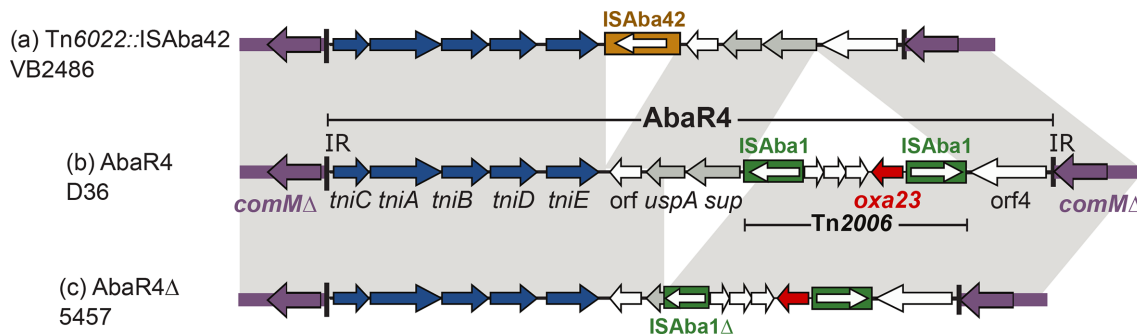 (a) Tn6022::ISAba42
VB2486
ISAba42
AbaR4
IR
IR
(b) AbaR4
D36
ISAba1
ISAba1
comMΔ
tniC
tniA
tniB
tniD
tniE
orf
uspA
sup
oxa23
orf4
comMΔ
Tn2006
(c) AbaR4Δ
5457
ISAba1Δ